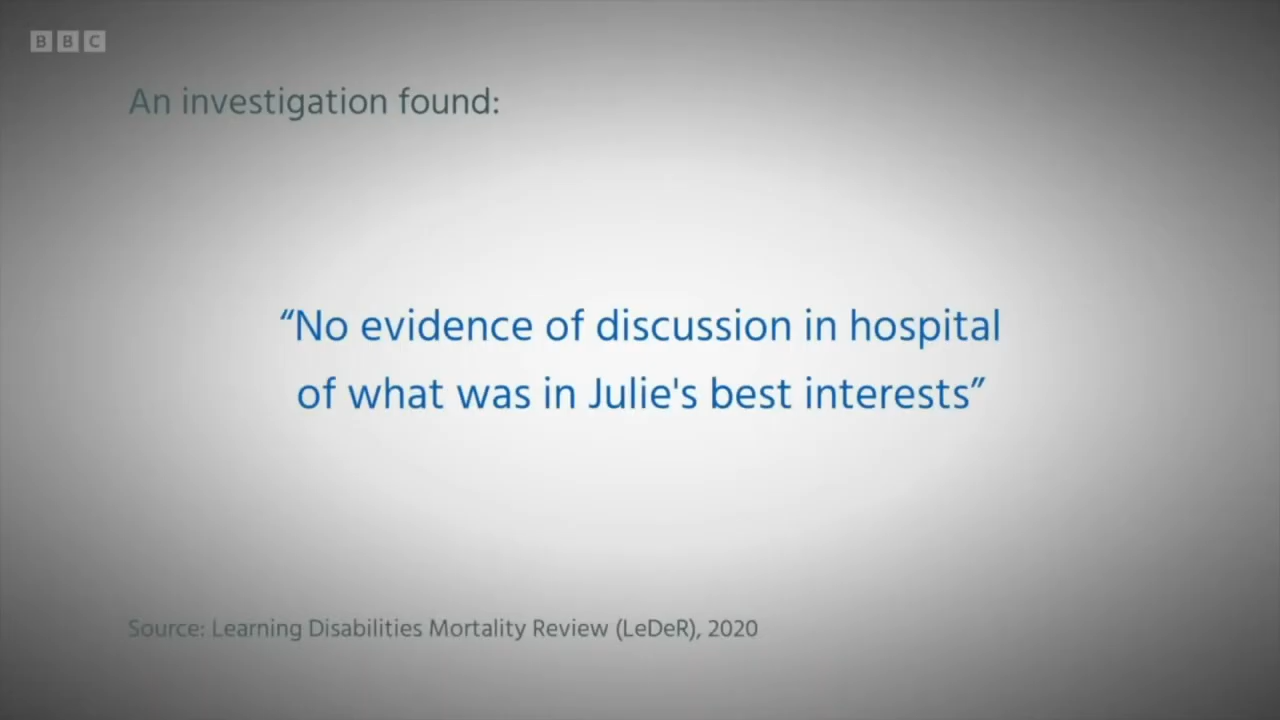 BBC
An investigation found:
“No evidence of discussion in hospital
of what was in Julie's best interests”
Source: Learning Disabilities Mortality Review (LeDeR), 2020